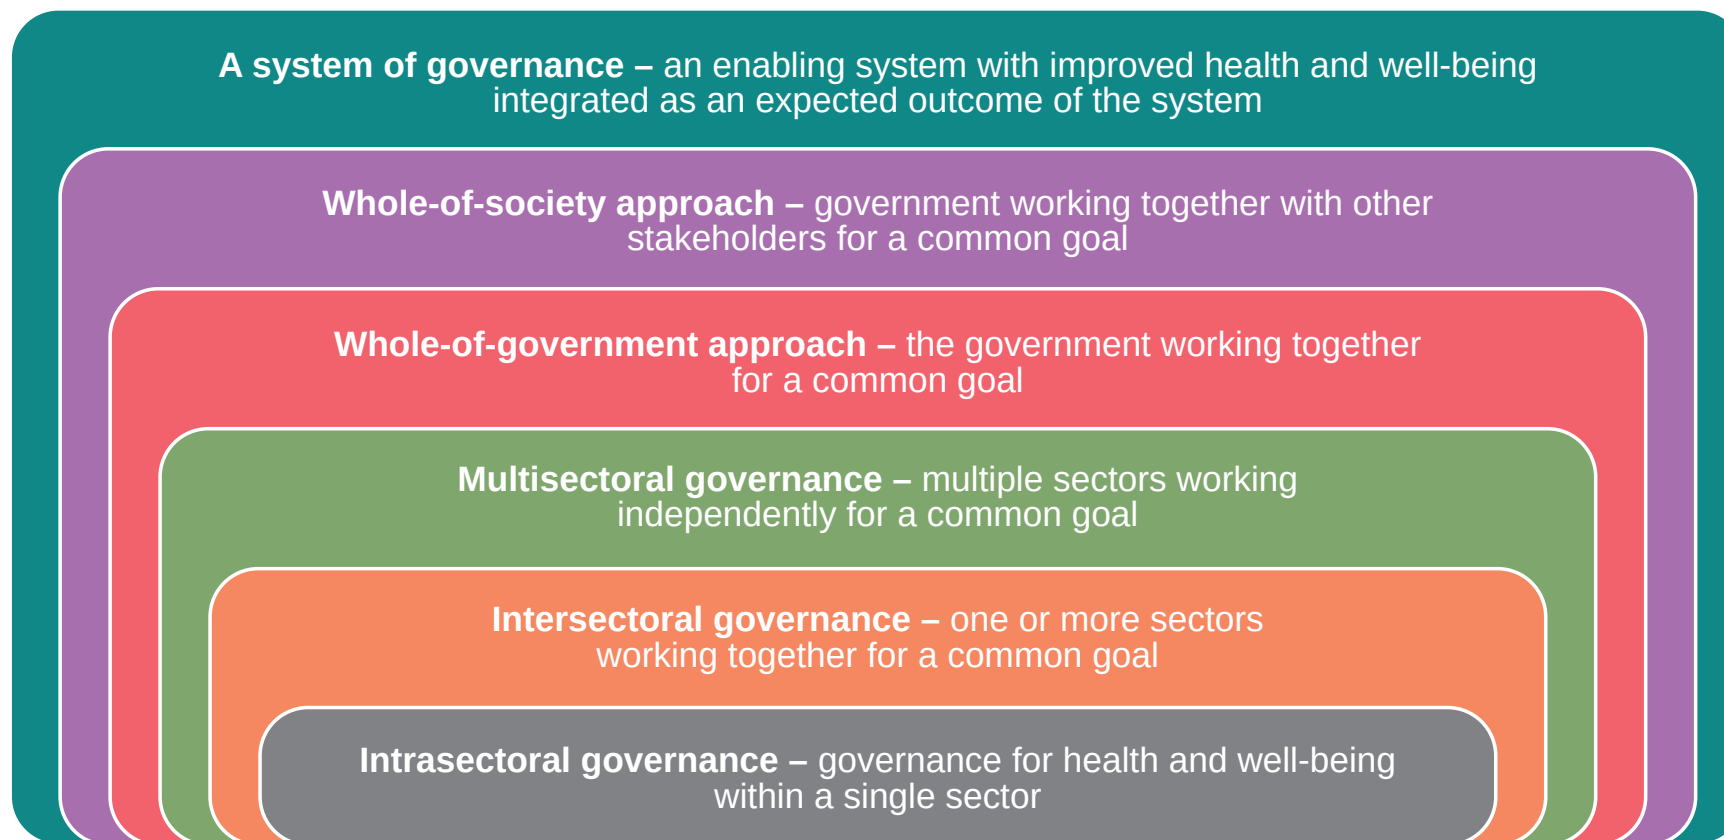 A system of governance – an enabling system with improved health and well-being
integrated as an expected outcome of the system
Whole-of-society approach – government working together with other
stakeholders for a common goal
Whole-of-government approach – the government working together
for a common goal
Multisectoral governance – multiple sectors working
independently for a common goal
Intersectoral governance – one or more sectors
working together for a common goal
Intrasectoral governance – governance for health and well-being
within a single sector